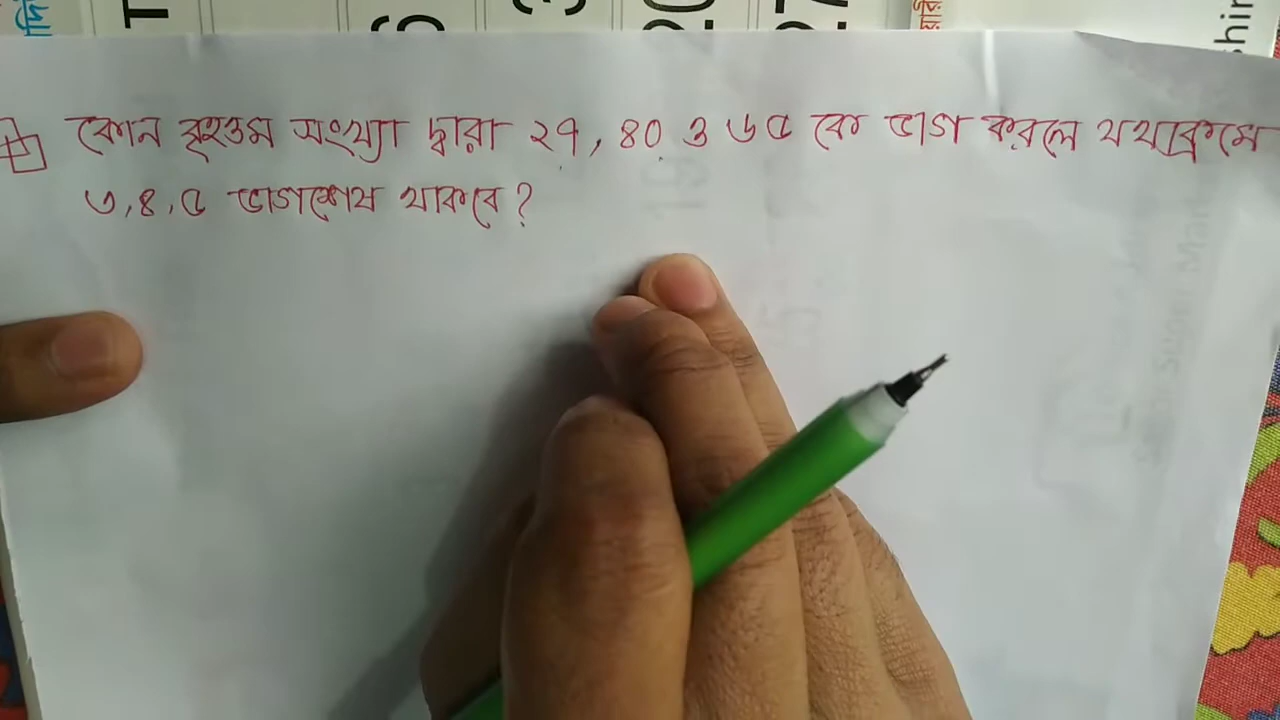 T
কোন বৃহত্তম সংখ্যা দ্বারা ২৭, ৪০ ও ৬৫ কে ভাগ করলে যথাক্রমে
৩, ৪, ৫ ভাগশেষ থাকবে?